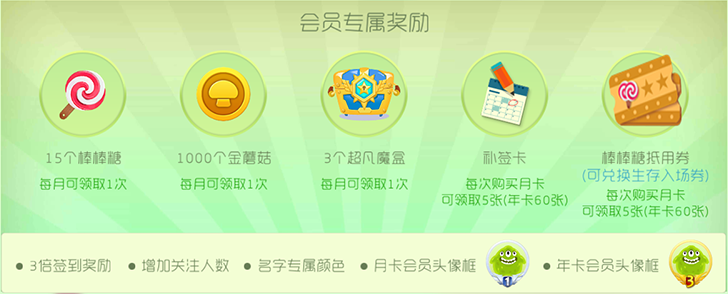 会员专属奖励
15个棒棒糖
每月可领取1次
1000个金蘑菇
每月可领取1次
3个超凡魔盒
每月可领取1次
补签卡
每次购买月卡
可领取5张(年卡60张)
棒棒糖抵用券
(可兑换生存入场券)
每次购买月卡
可领取5张(年卡60张)
● 3倍签到奖励 ● 增加关注人数 ● 名字专属颜色 ● 月卡会员头像框 1 ● 年卡会员头像框 3